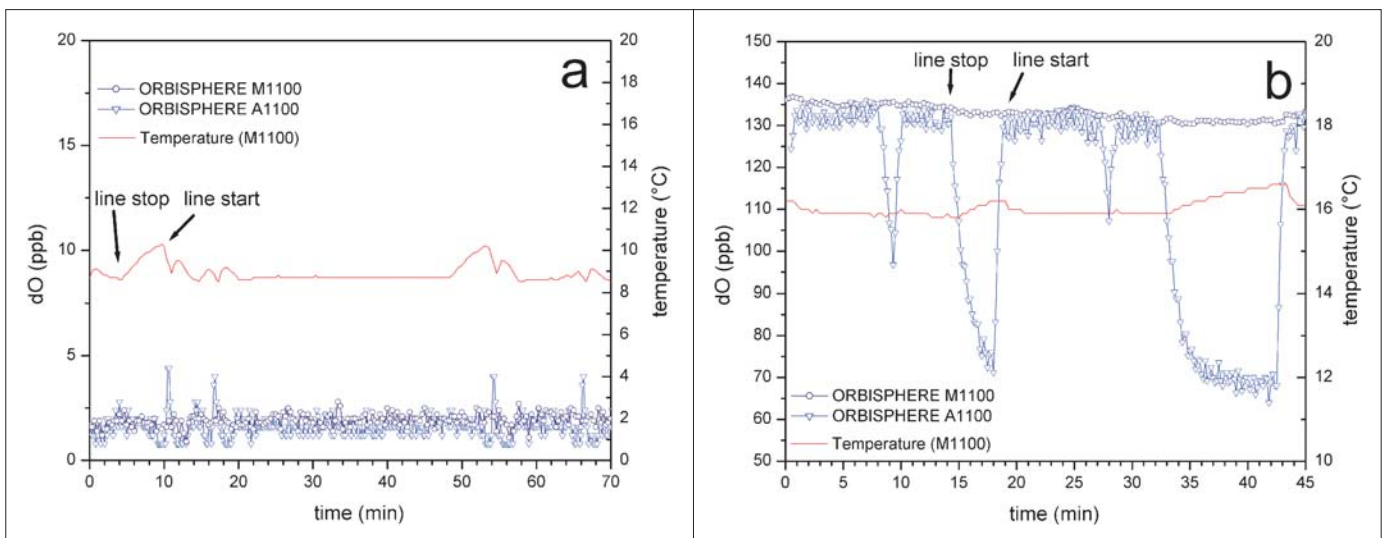 a
ORBISPHERE M1100
ORBISPHERE A1100
Temperature (M1100)
line stop
line start
20
15
10
5
0
dO (ppb)
20
18
16
14
12
10
8
6
4
2
0
temperature (°C)
0 10 20 30 40 50 60 70
time (min)
b
line stop
line start
ORBISPHERE M1100
ORBISPHERE A1100
Temperature (M1100)
150
140
130
120
110
100
90
80
70
60
50
dO (ppb)
20
18
16
14
12
10
temperature (°C)
0 5 10 15 20 25 30 35 40 45
time (min)